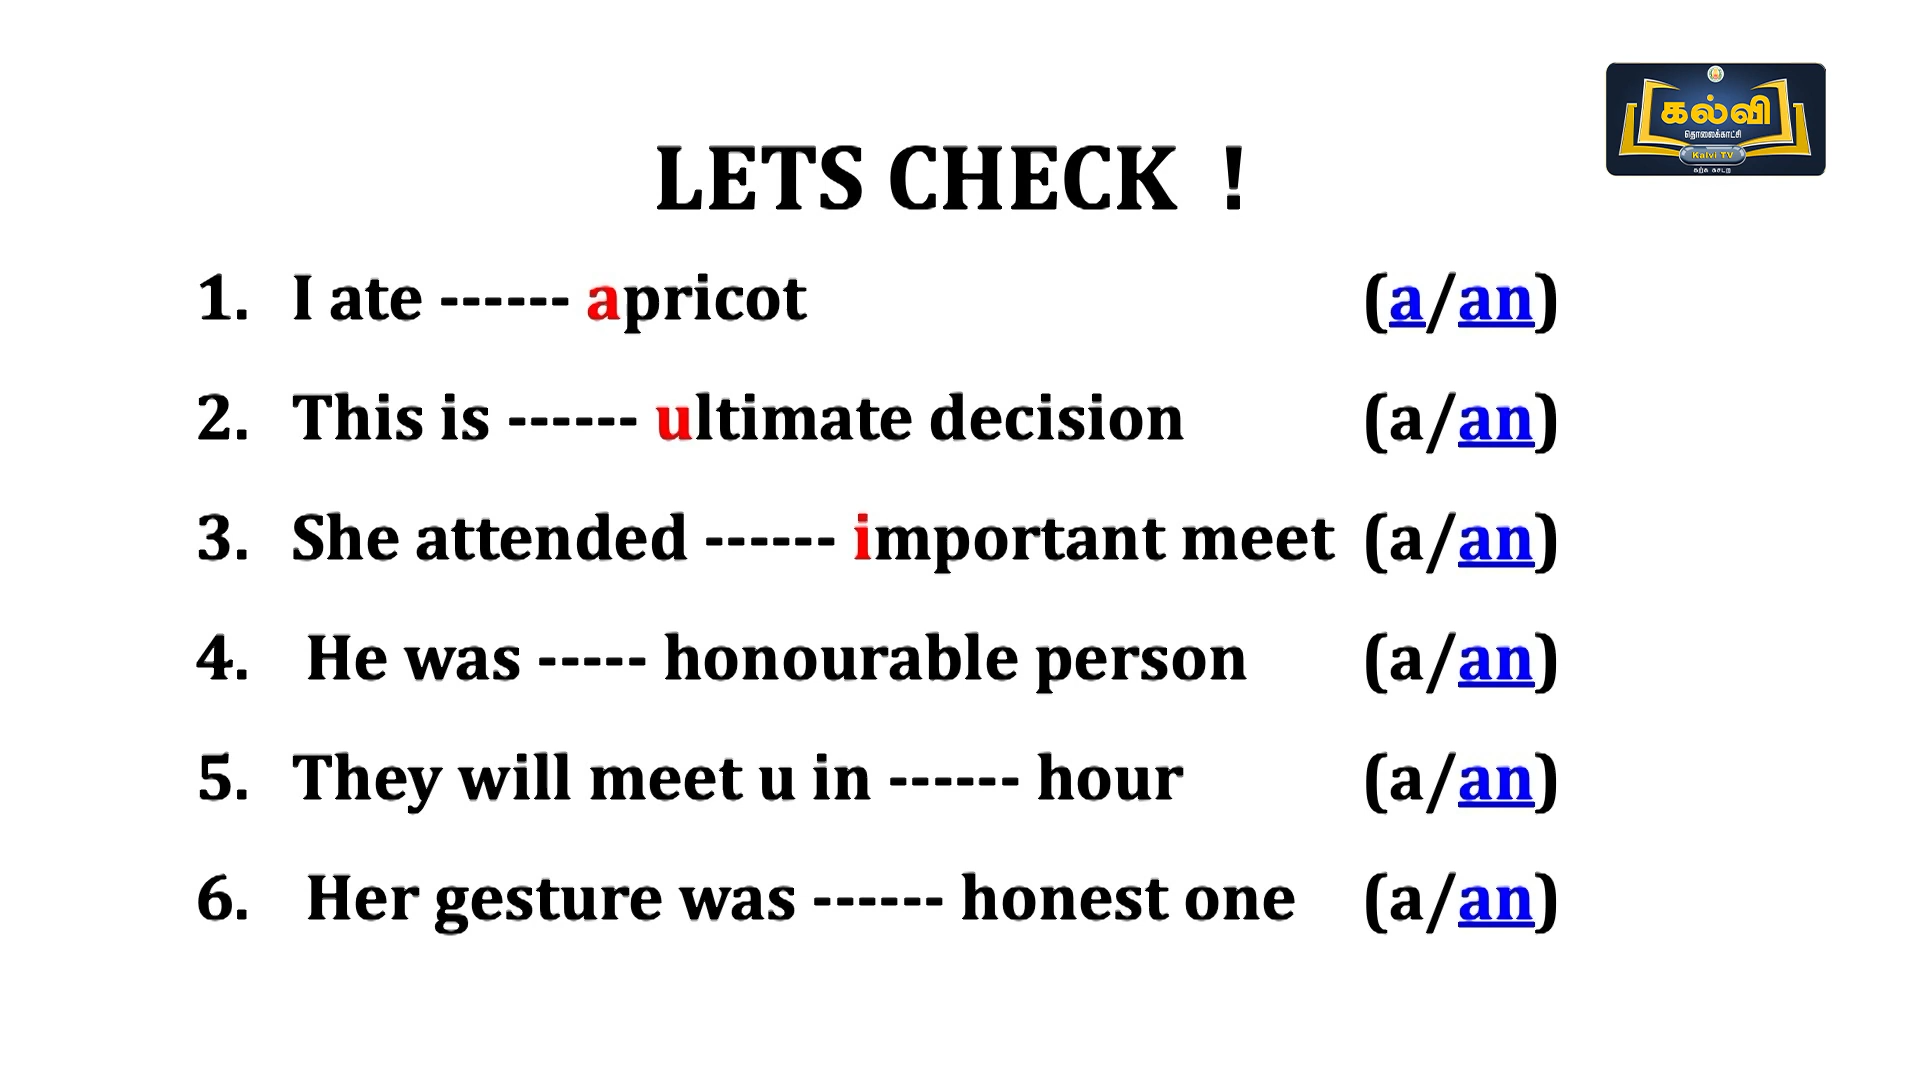 கல்வி
தொலைக்காட்சி
Kalvi TV
கற்க கசடற
LETS CHECK !
1. I ate ------ apricot (a/an)
2. This is ------ ultimate decision (a/an)
3. She attended ------ important meet (a/an)
4. He was ----- honourable person (a/an)
5. They will meet u in ------ hour (a/an)
6. Her gesture was ------ honest one (a/an)